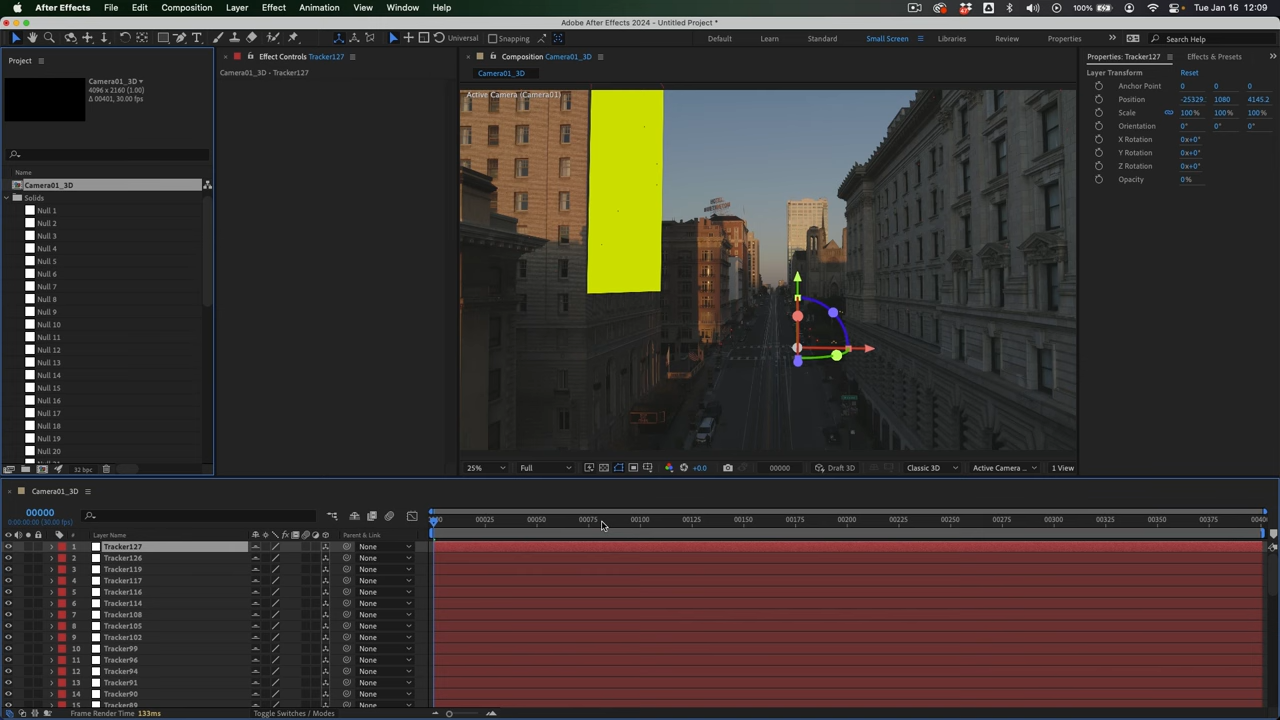 After Effects File Edit Composition Layer Effect Animation View Window Help
100% Tue Jan 16 12:09
Adobe After Effects 2024 - Untitled Project *
Universal Snapping Default Learn Standard Small Screen Libraries Review Properties Search Help
Project
Effect Controls Tracker127
Composition Camera01_3D
Properties: Tracker127
Effects & Presets
Camera01_3D
4096 x 2160 (1.00)
Δ 00401, 30.00 fps
Camera01_3D • Tracker127
Camera01_3D
Active Camera (Camera01)
Layer Transform Reset
Anchor Point 0 0 0
Position -25329. 1080 4145.2
Scale 100% 100% 100%
Orientation 0° 0° 0°
X Rotation 0x+0°
Y Rotation 0x+0°
Z Rotation 0x+0°
Opacity 0%
Name
Camera01_3D
Solids
Null 1
Null 2
Null 3
Null 4
Null 5
Null 6
Null 7
Null 8
Null 9
Null 10
Null 11
Null 12
Null 13
Null 14
Null 15
Null 16
Null 17
Null 18
Null 19
Null 20
32 bpc
25% Full +0.0 00000 Draft 3D Classic 3D Active Camera ... 1 View
Camera01_3D
00000
0:00:00:00 (30.00 fps)
00025 00050 00075 00100 00125 00150 00175 00200 00225 00250 00275 00300 00325 00350 00375
# Layer Name Parent & Link
1 Tracker127 None
2 Tracker126 None
3 Tracker119 None
4 Tracker117 None
5 Tracker116 None
6 Tracker114 None
7 Tracker108 None
8 Tracker105 None
9 Tracker102 None
10 Tracker99 None
11 Tracker96 None
12 Tracker94 None
13 Tracker91 None
14 Tracker90 None
15 Tracker89 None
Frame Render Time 133ms
Toggle Switches / Modes